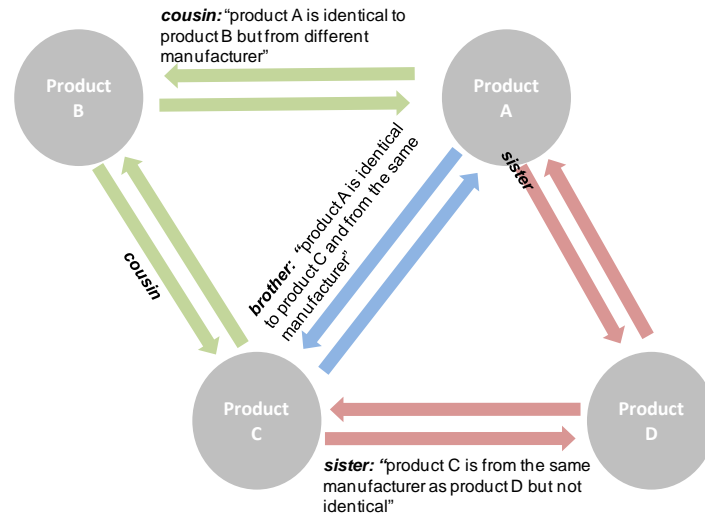 cousin: “product A is identical to
product B but from different
manufacturer”
Product
B
Product
A
sister
brother: “product A is identical
to product C and from the same
manufacturer”
cousin
Product
C
Product
D
sister: “product C is from the same
manufacturer as product D but not
identical”